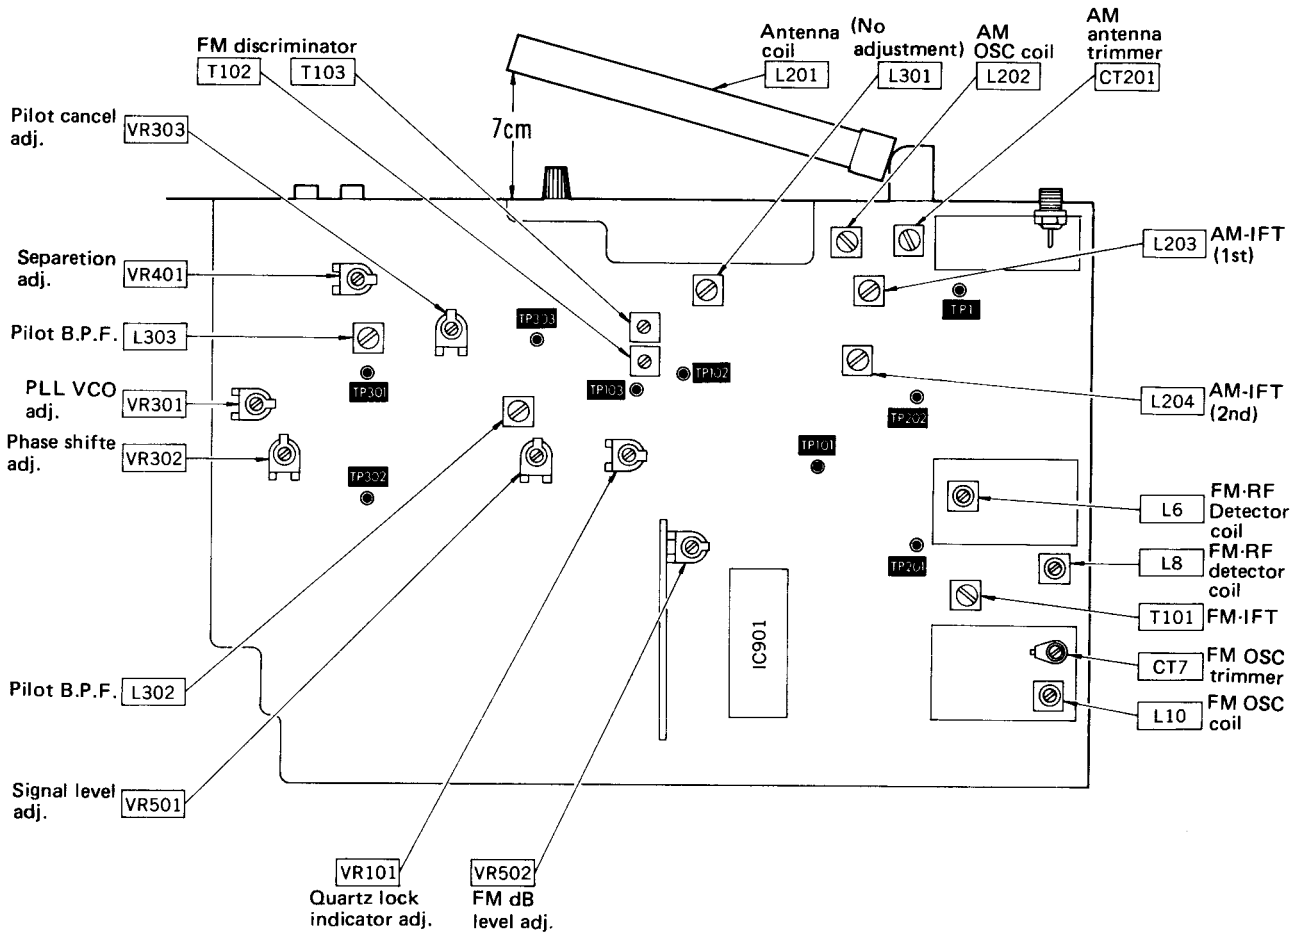 FM discriminator
T102
T103
Antenna
coil
L201
(No
adjustment)
L301
AM
OSC coil
L202
AM
antenna
trimmer
CT201
Pilot cancel
adj.
VR303
7cm
Separetion
adj.
VR401
L203
AM-IFT
(1st)
TP1
Pilot B.P.F.
L303
TP303
TP301
TP103
TP102
PLL VCO
adj.
VR301
L204
AM-IFT
(2nd)
TP202
Phase shifte
adj.
VR302
TP302
TP101
L6
FM·RF
Detector
coil
L8
FM·RF
detector
coil
TP201
T101
FM·IFT
IC901
CT7
FM OSC
trimmer
Pilot B.P.F.
L302
L10
FM OSC
coil
Signal level
adj.
VR501
VR101
Quartz lock
indicator adj.
VR502
FM dB
level adj.